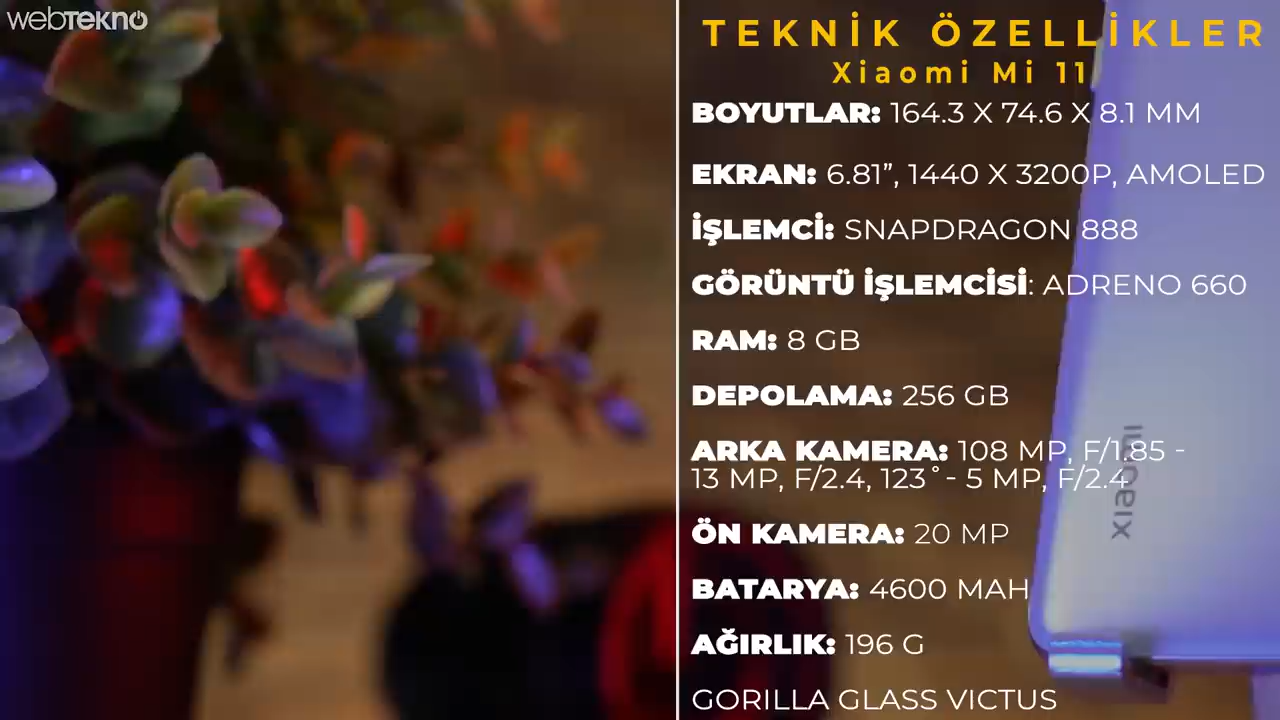 webTEKNO
TEKNİK ÖZELLİKLER
Xiaomi Mi 11
BOYUTLAR: 164.3 X 74.6 X 8.1 MM
EKRAN: 6.81”, 1440 X 3200P, AMOLED
İŞLEMCİ: SNAPDRAGON 888
GÖRÜNTÜ İŞLEMCİSİ: ADRENO 660
RAM: 8 GB
DEPOLAMA: 256 GB
ARKA KAMERA: 108 MP, F/1.85 -
13 MP, F/2.4, 123˚- 5 MP, F/2.4
ÖN KAMERA: 20 MP
BATARYA: 4600 MAH
AĞIRLIK: 196 G
GORILLA GLASS VICTUS
xiaomi